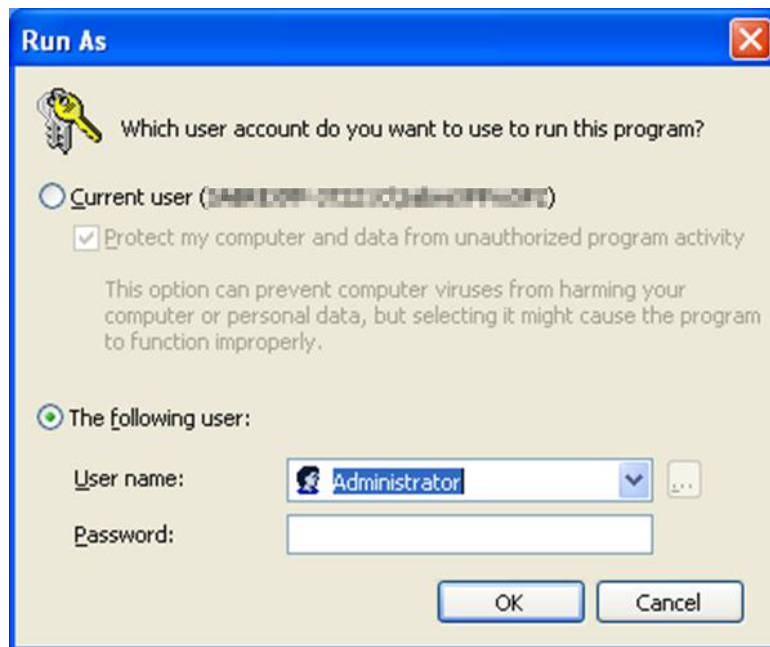 Run As
Which user account do you want to use to run this program?
Current user ()
Protect my computer and data from unauthorized program activity
This option can prevent computer viruses from harming your
computer or personal data, but selecting it might cause the program
to function improperly.
The following user:
User name: Administrator ...
Password:
OK Cancel